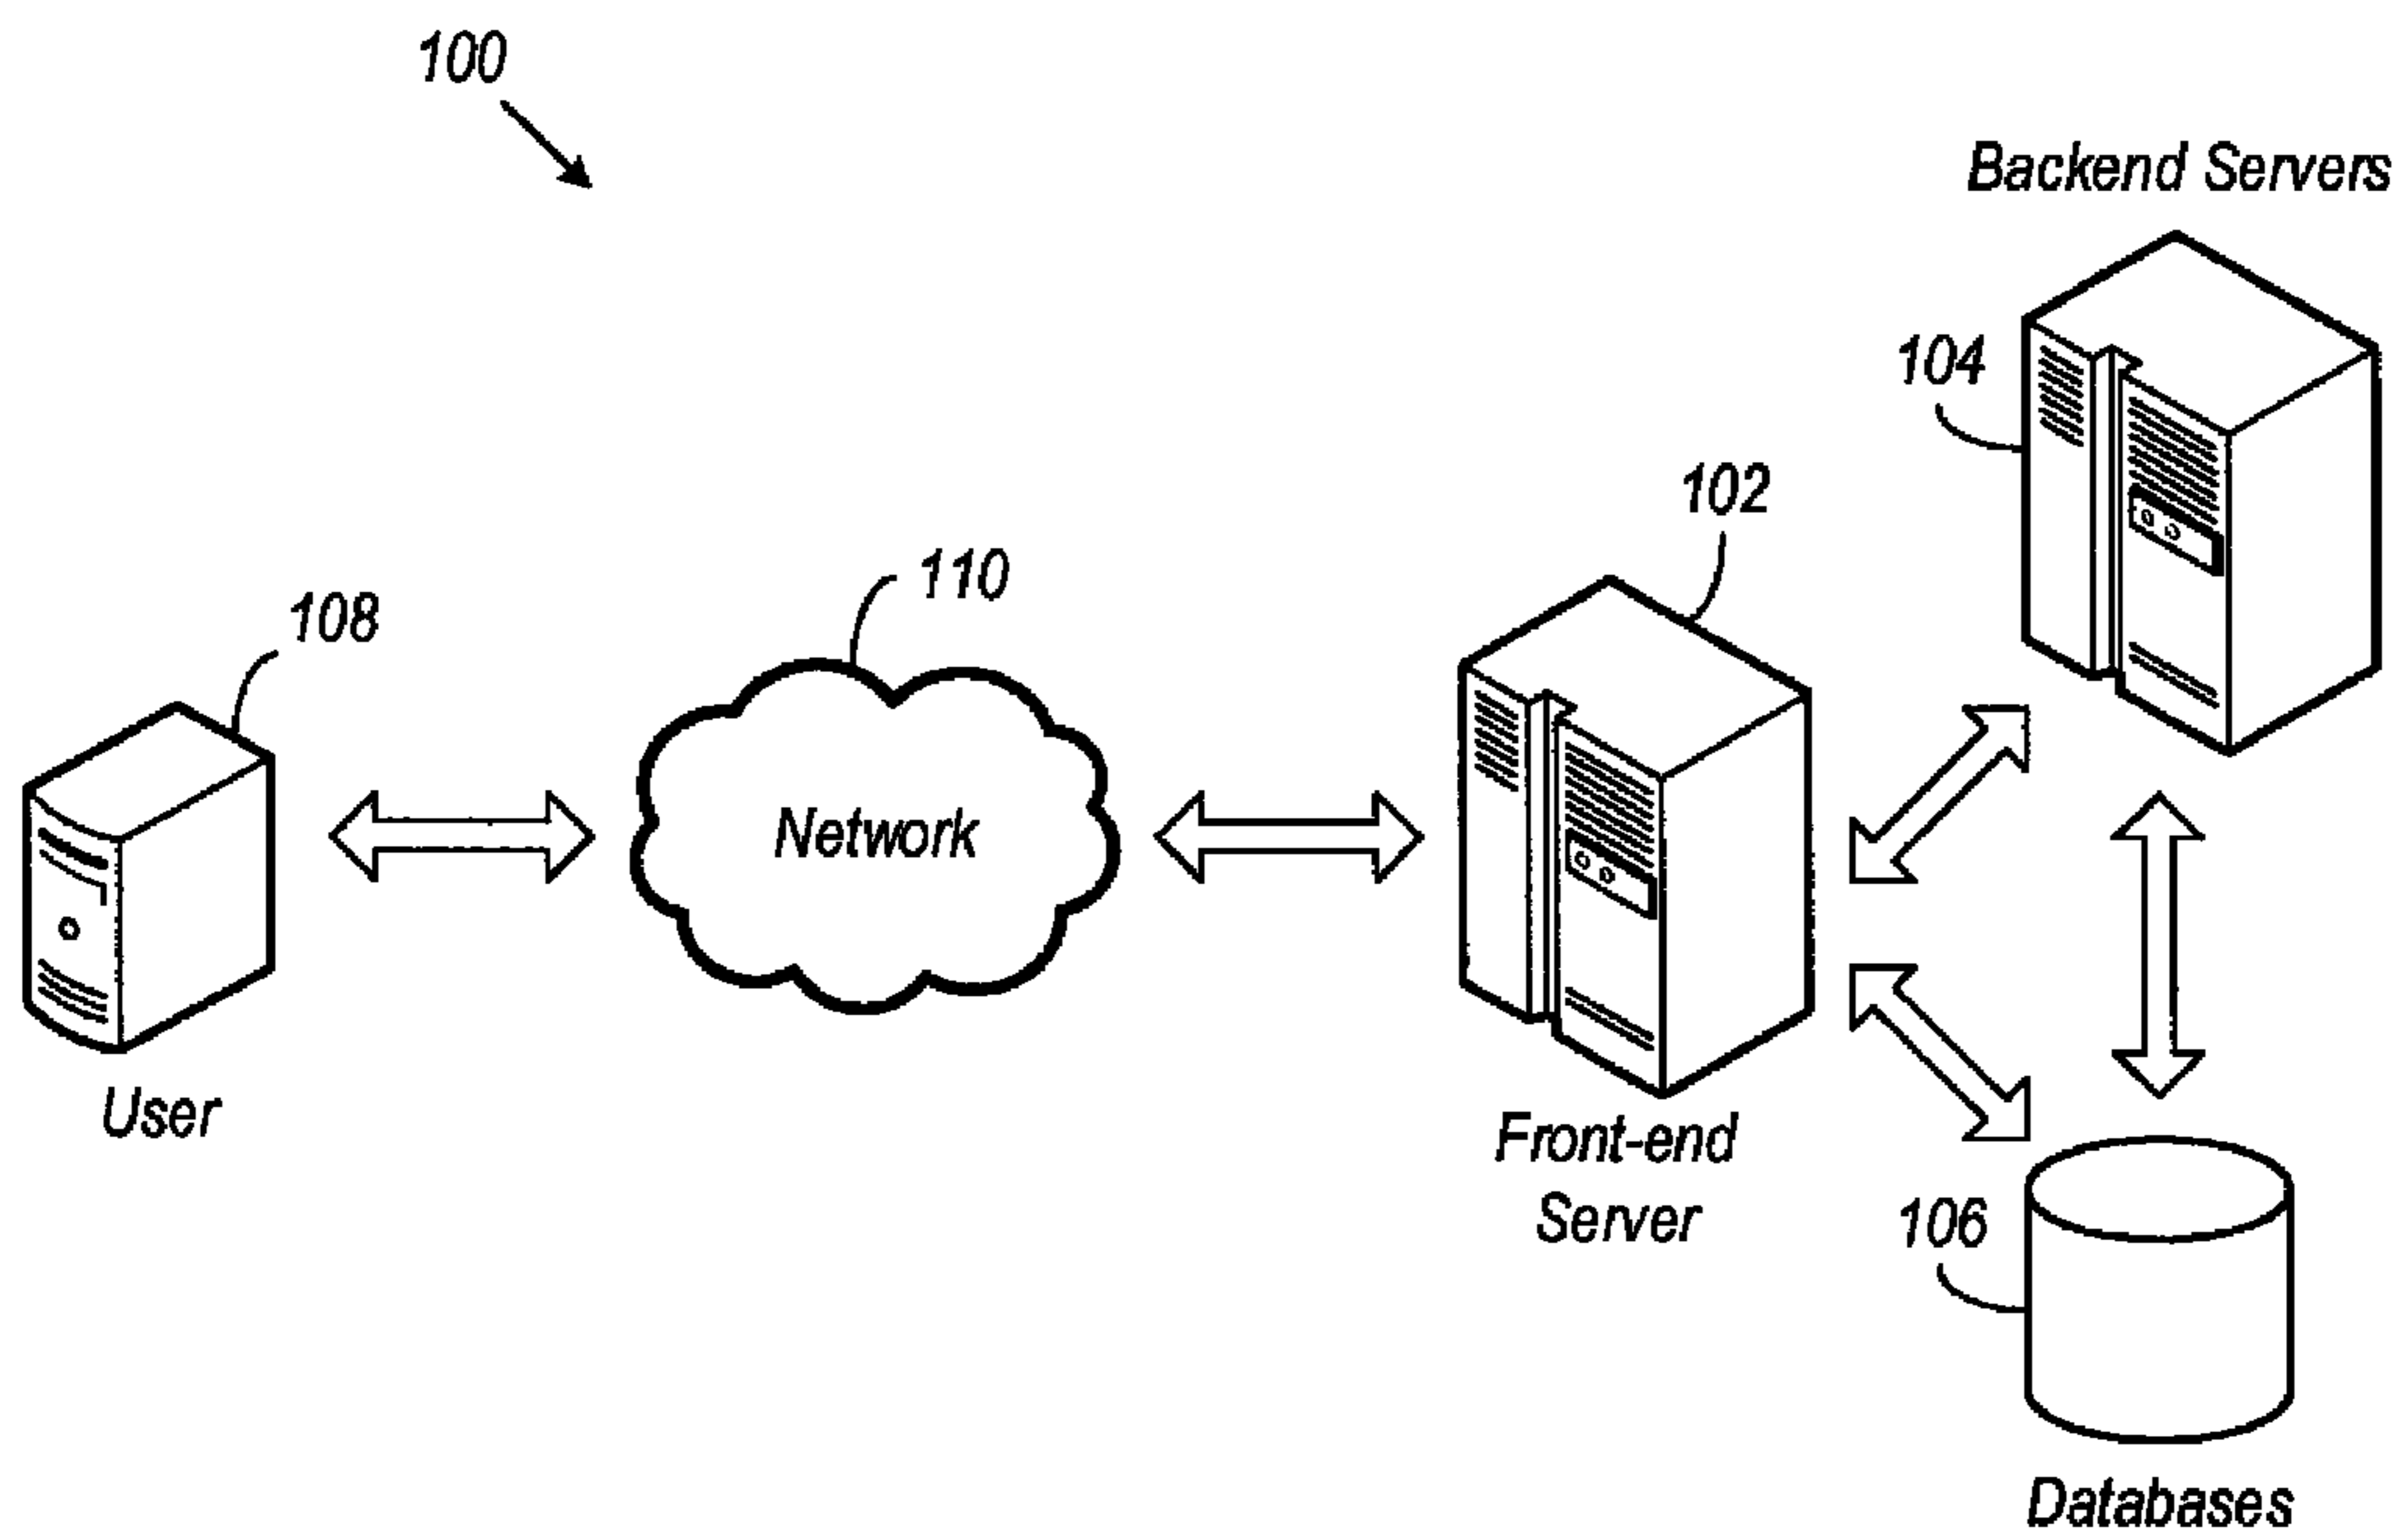 100
Backend Servers
104
102
110
108
Network
User
Front-end
Server
106
Databases